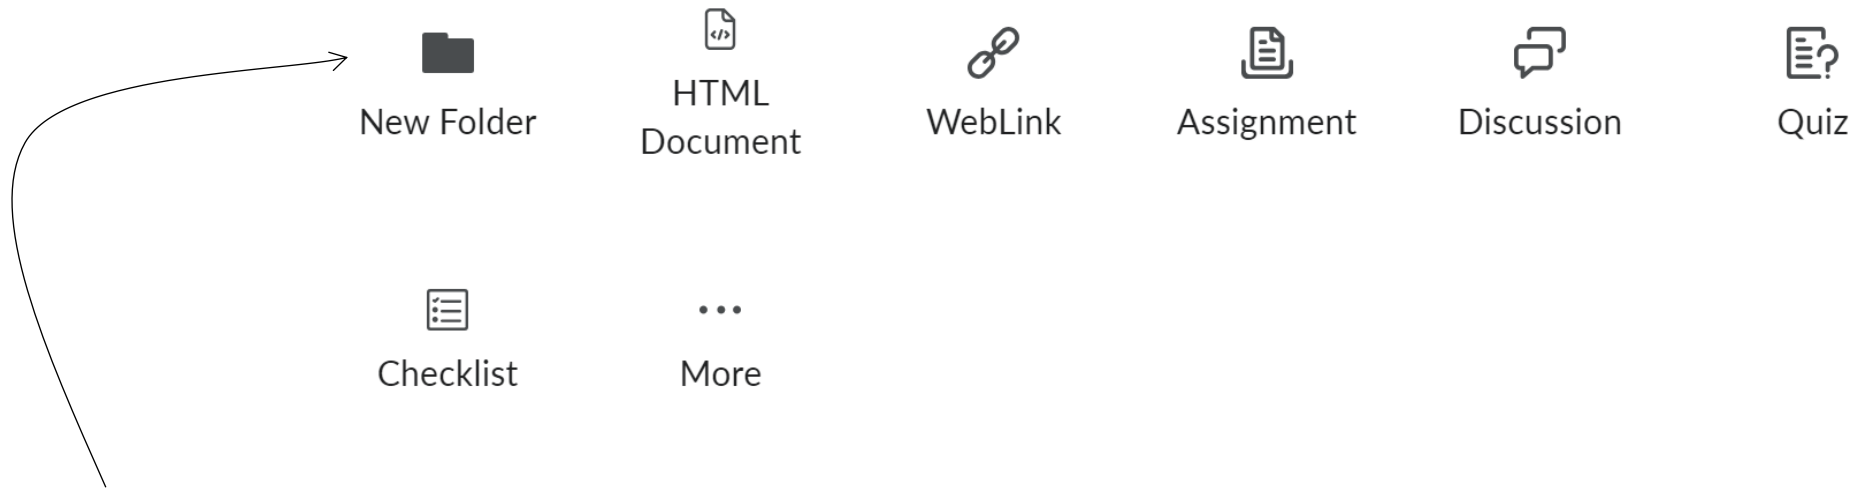 New Folder
HTML
Document
WebLink
Assignment
Discussion
Quiz
Checklist
More